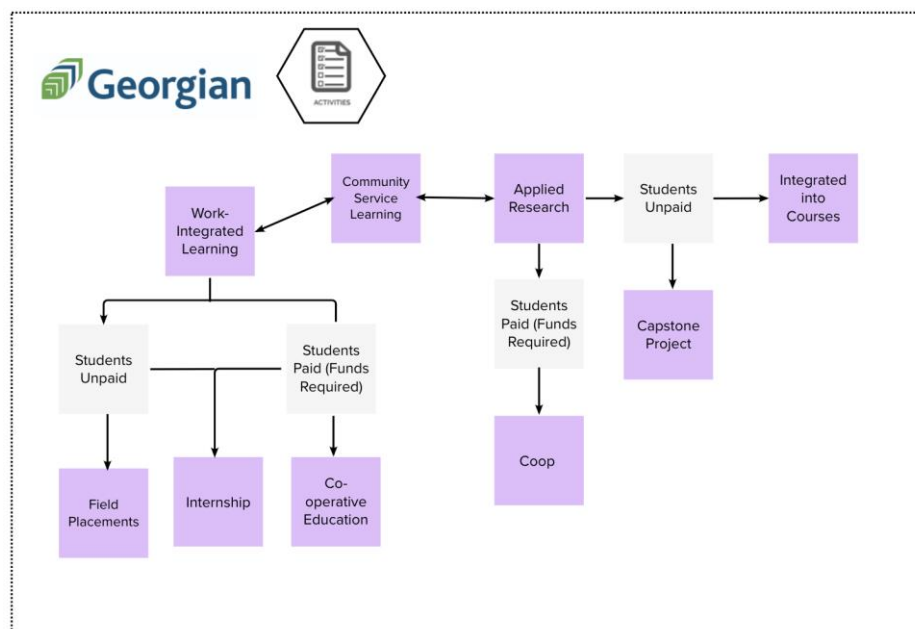 Georgian
ACTIVITIES
Community
Service
Learning
Applied
Research
Students
Unpaid
Integrated
into
Courses
Work-
Integrated
Learning
Students
Paid (Funds
Required)
Capstone
Project
Students
Unpaid
Students
Paid (Funds
Required)
Coop
Field
Placements
Internship
Co-
operative
Education